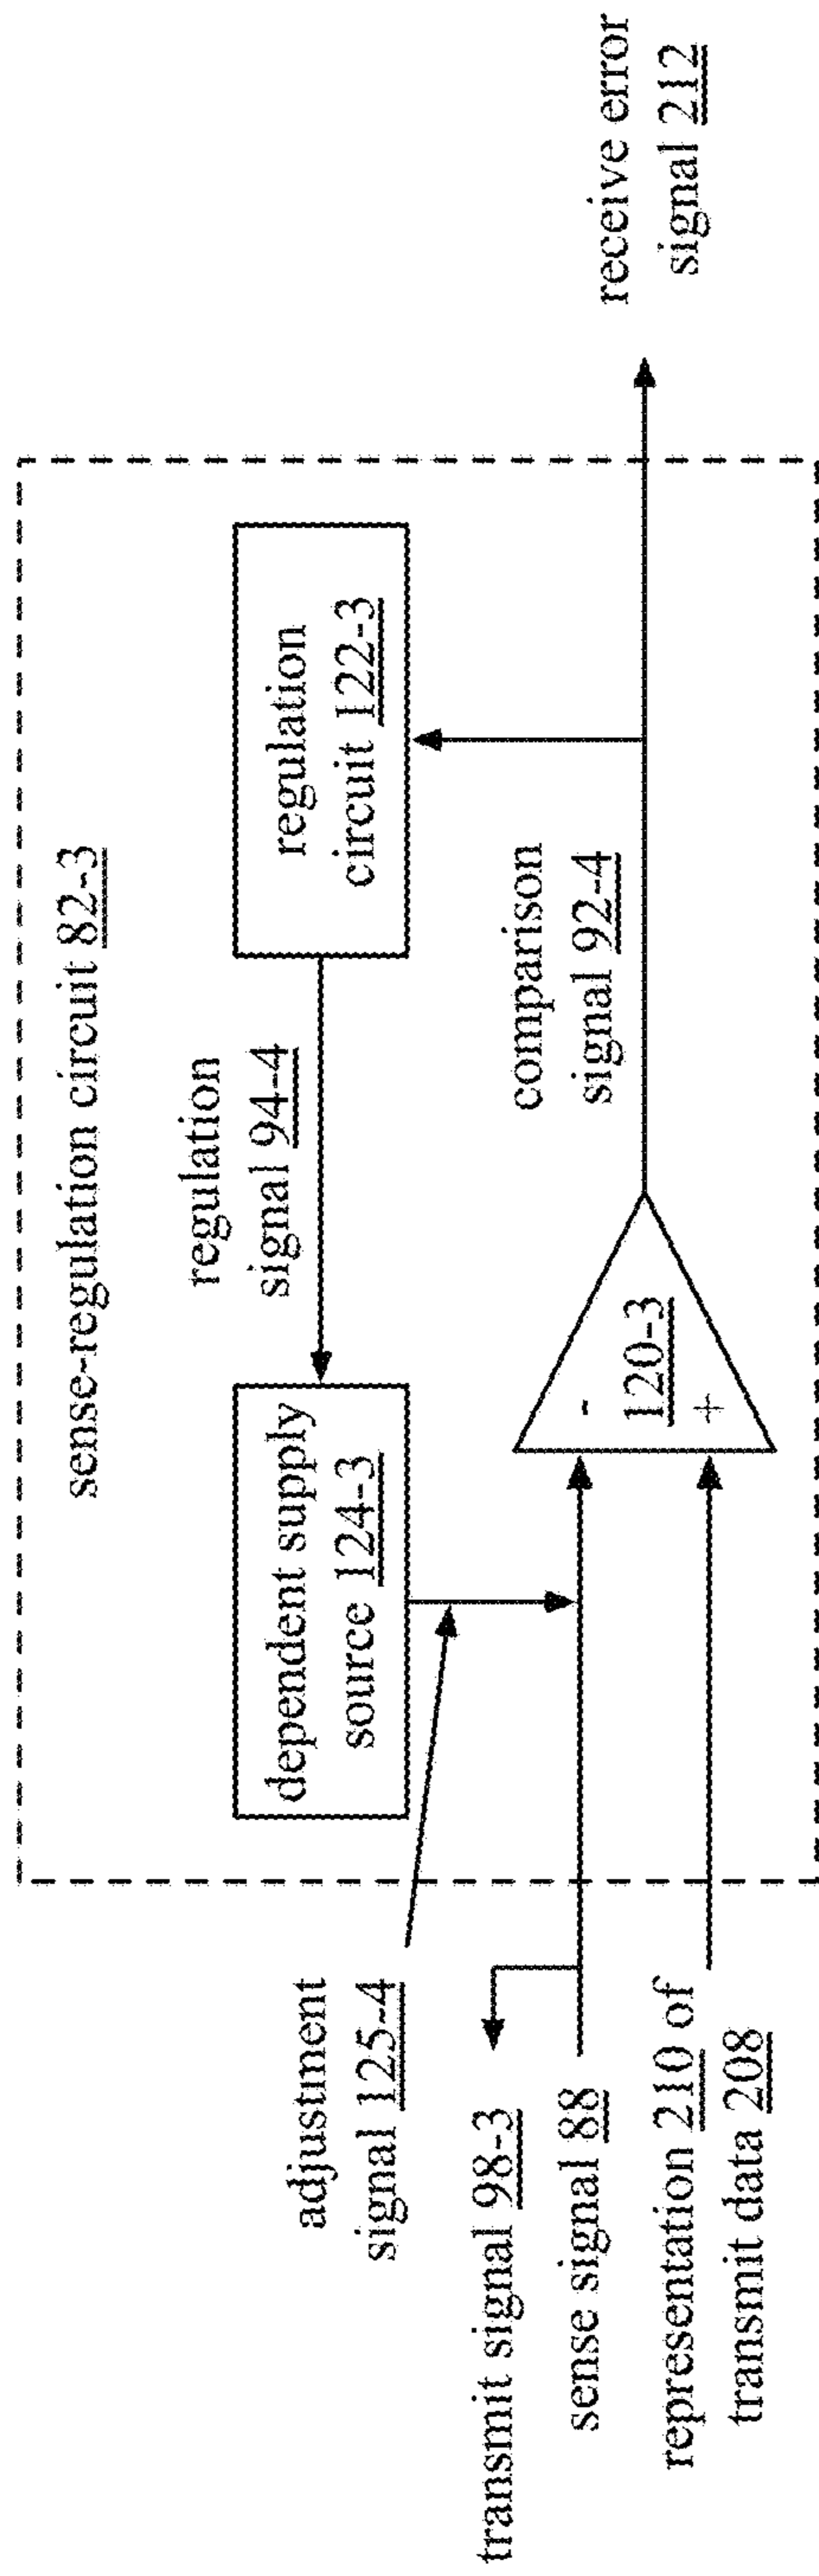 sense-regulation circuit 82-3
adjustment
signal 125-4
dependent supply
source 124-3
regulation
signal 94-4
regulation
circuit 122-3
transmit signal 98-3
sense signal 88
representation 210 of
transmit data 208
-
120-3
+
comparison
signal 92-4
receive error
signal 212